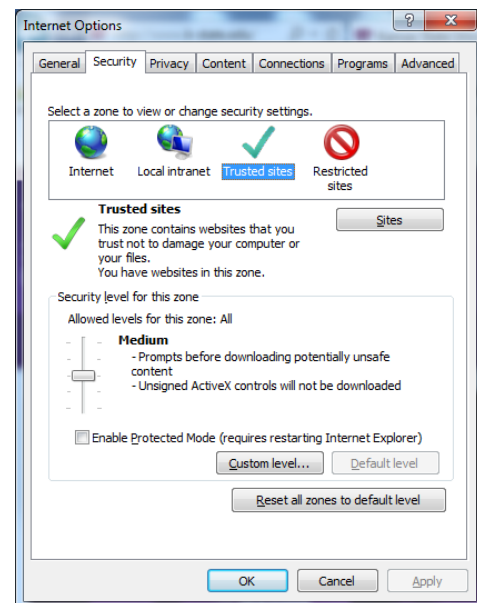 Internet Options
General Security Privacy Content Connections Programs Advanced
Select a zone to view or change security settings.
Internet Local intranet Trusted sites Restricted
sites
Trusted sites
Sites
This zone contains websites that you
trust not to damage your computer or
your files.
You have websites in this zone.
Security level for this zone
Allowed levels for this zone: All
Medium
- Prompts before downloading potentially unsafe
content
- Unsigned ActiveX controls will not be downloaded
Enable Protected Mode (requires restarting Internet Explorer)
Custom level... Default level
Reset all zones to default level
OK Cancel Apply